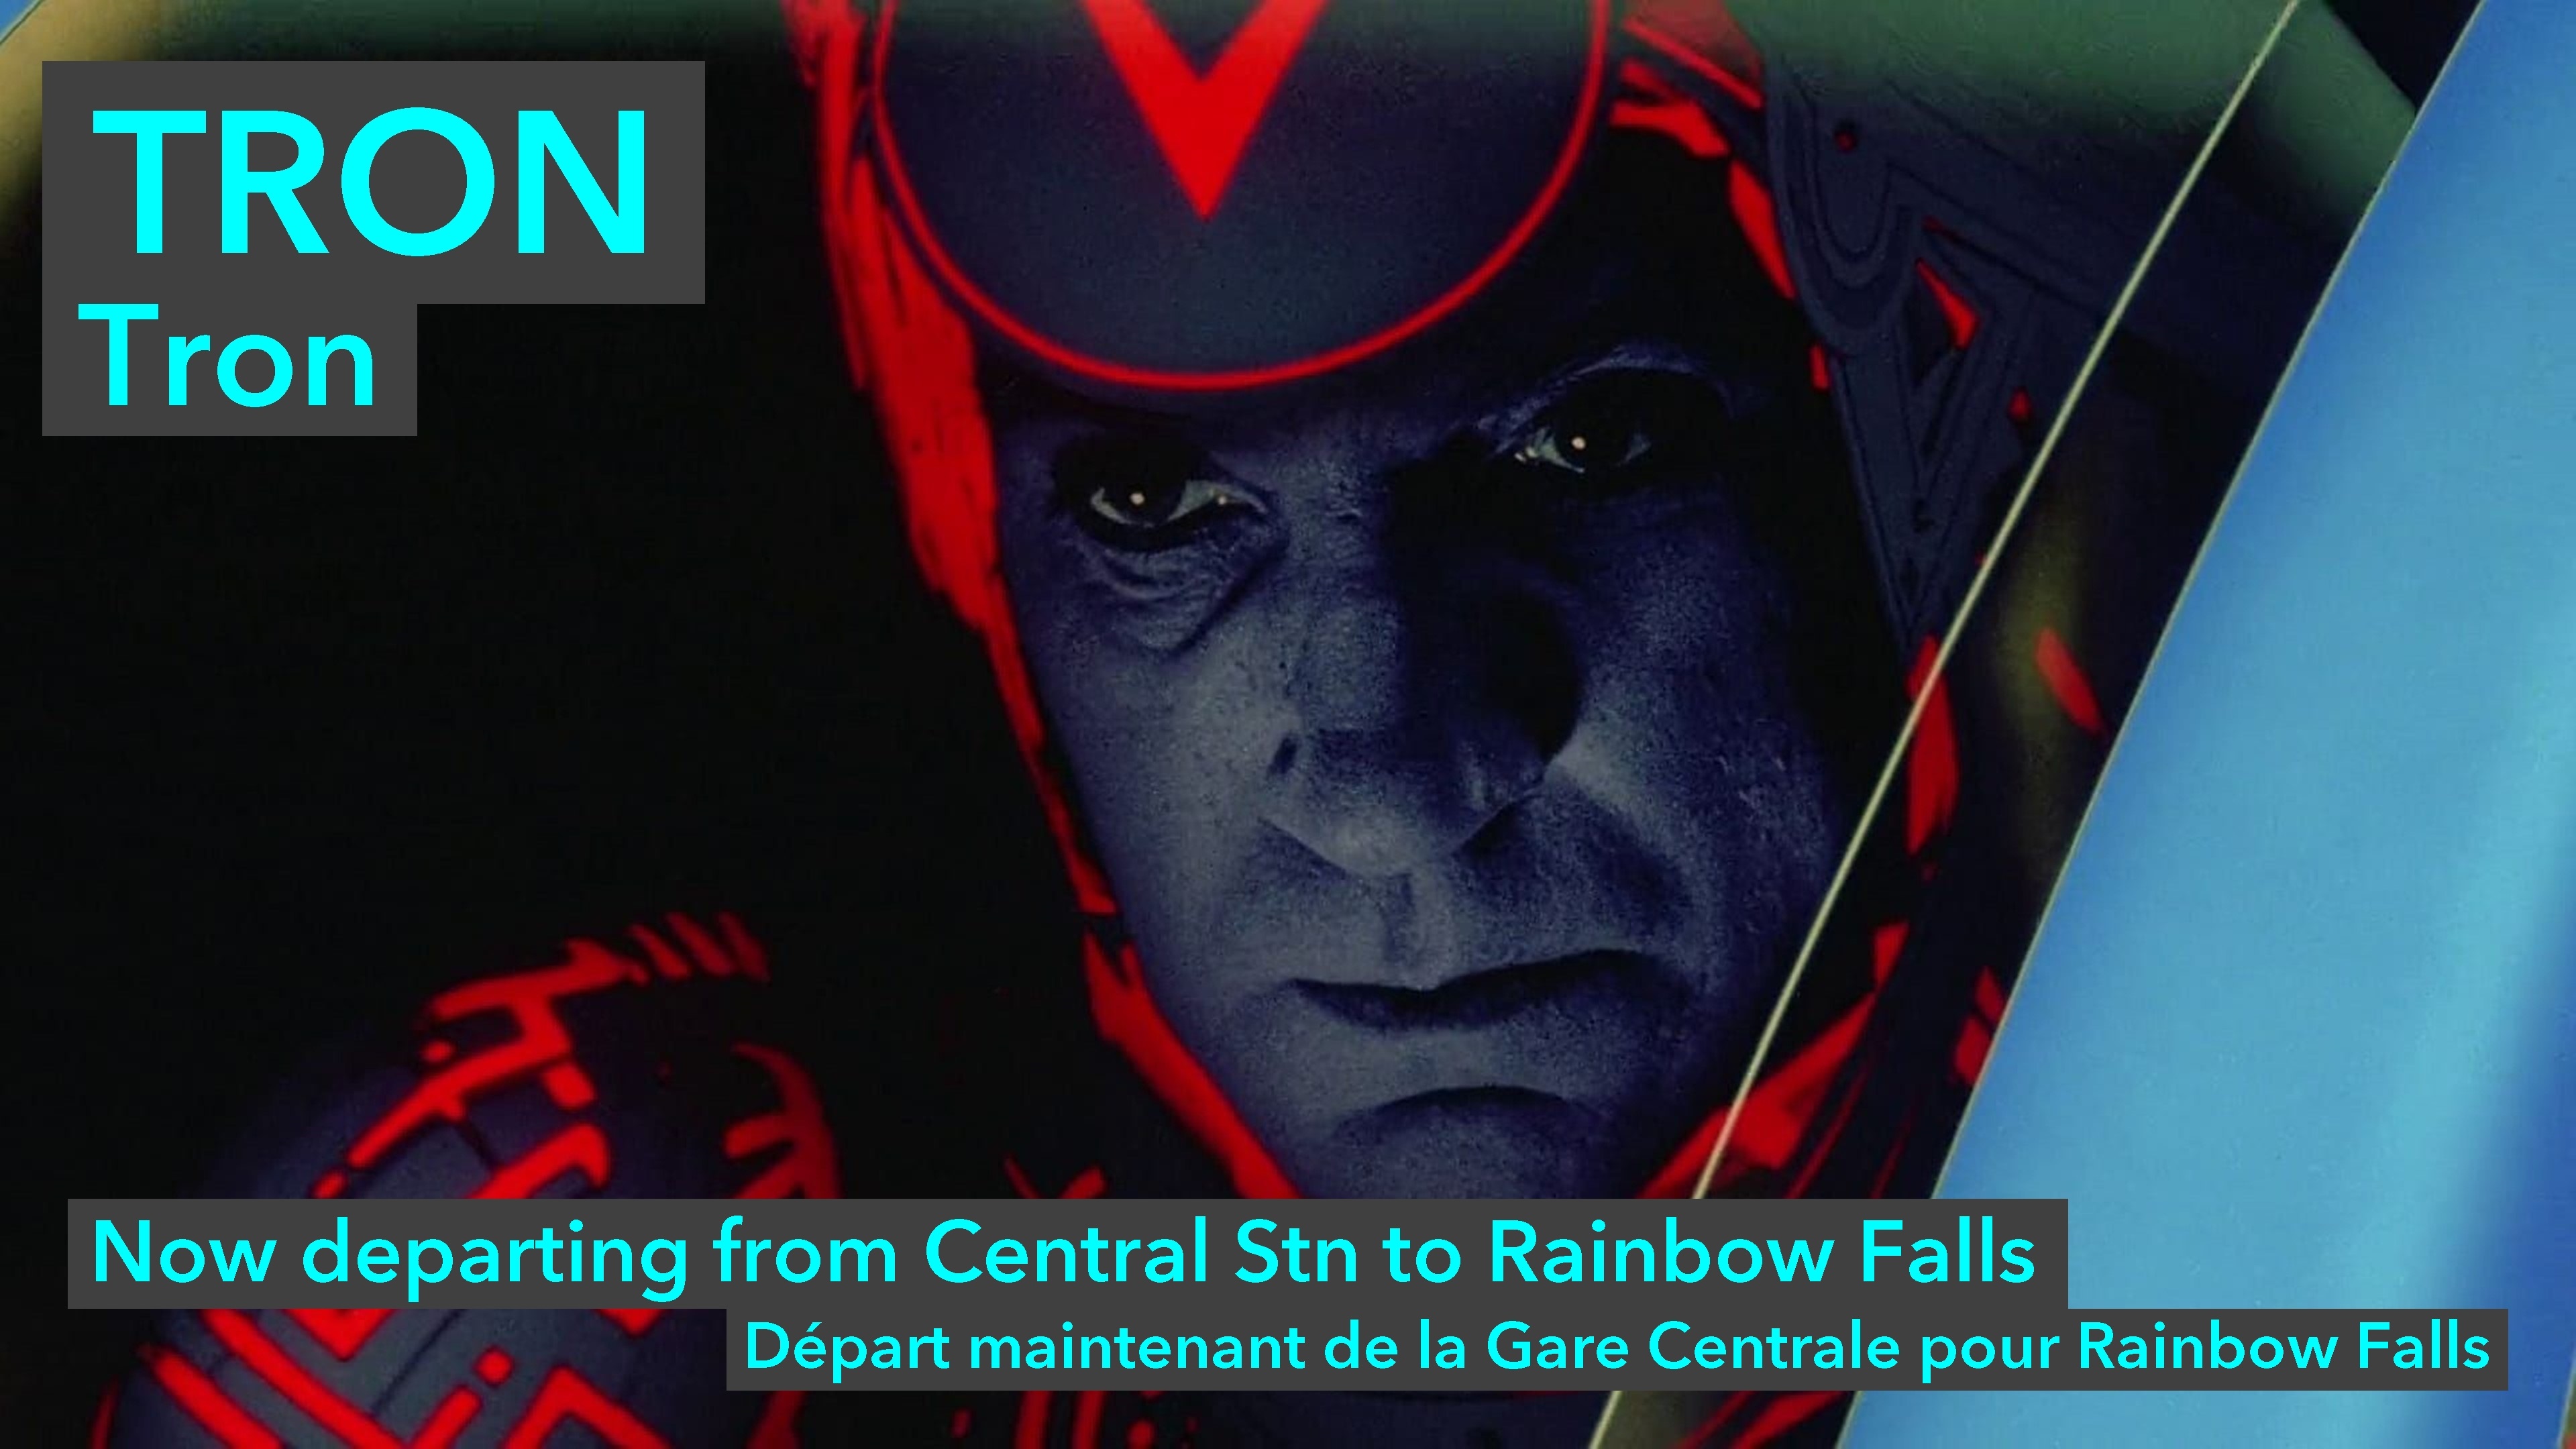 TRON
Tron
Now departing from Central Stn to Rainbow Falls
Départ maintenant de la Gare Centrale pour Rainbow Falls